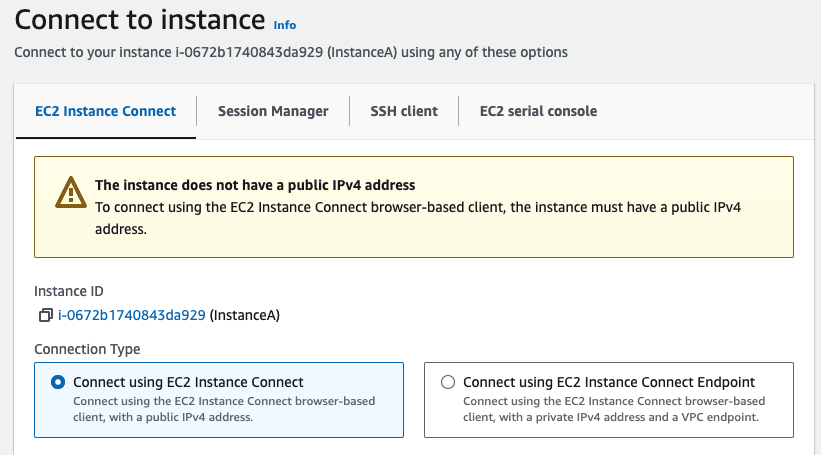 Connect to instance Info
Connect to your instance i-0672b1740843da929 (InstanceA) using any of these options
EC2 Instance Connect Session Manager SSH client EC2 serial console
The instance does not have a public IPv4 address
To connect using the EC2 Instance Connect browser-based client, the instance must have a public IPv4
address.
Instance ID
i-0672b1740843da929 (InstanceA)
Connection Type
Connect using EC2 Instance Connect
Connect using the EC2 Instance Connect browser-based
client, with a public IPv4 address.
Connect using EC2 Instance Connect Endpoint
Connect using the EC2 Instance Connect browser-based
client, with a private IPv4 address and a VPC endpoint.